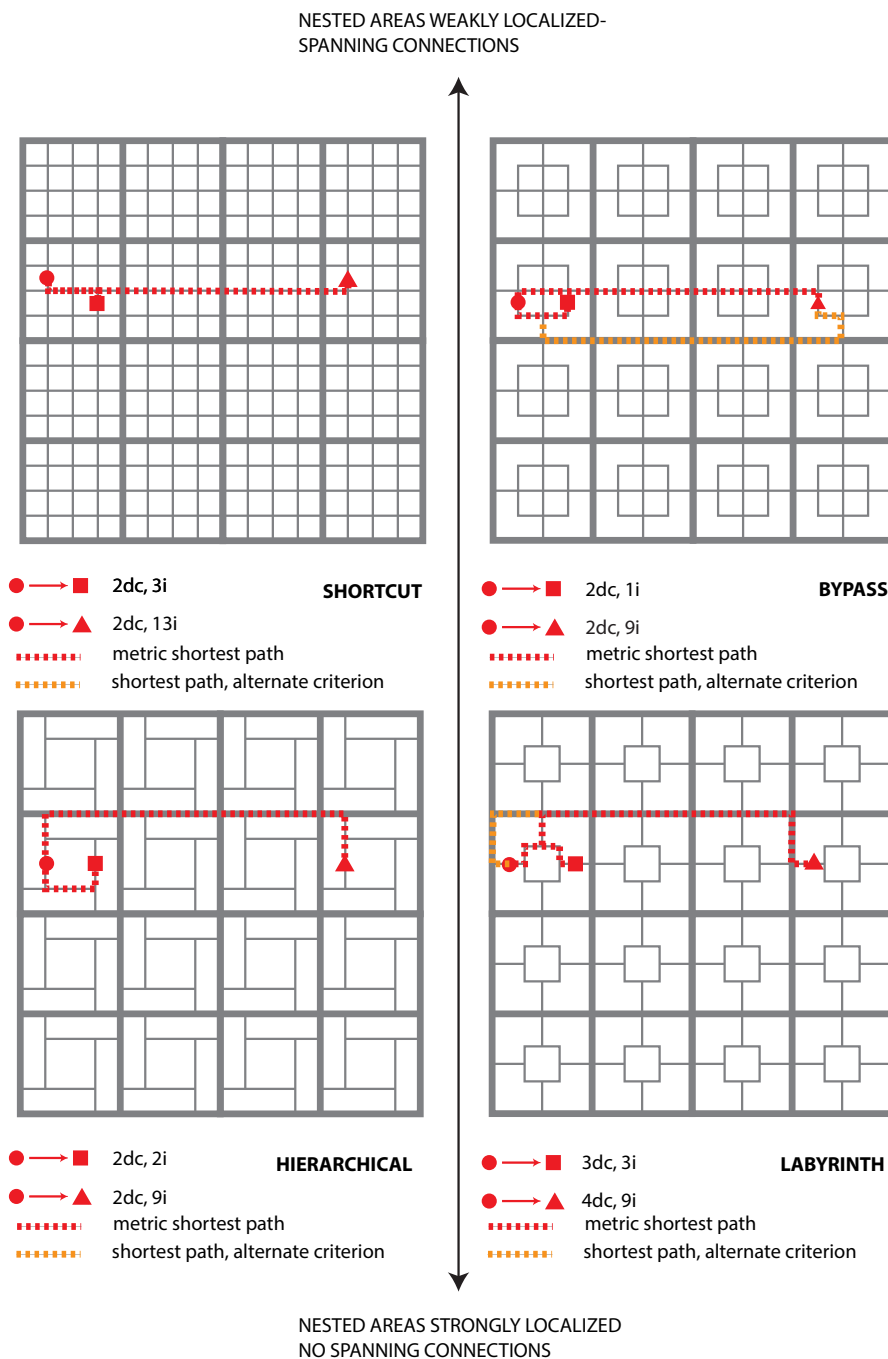 NESTED AREAS WEAKLY LOCALIZED-
SPANNING CONNECTIONS
2dc, 3i
SHORTCUT
2dc, 13i
metric shortest path
shortest path, alternate criterion
2dc, 1i
BYPASS
2dc, 9i
metric shortest path
shortest path, alternate criterion
2dc, 2i
HIERARCHICAL
2dc, 9i
metric shortest path
shortest path, alternate criterion
3dc, 3i
LABYRINTH
4dc, 9i
metric shortest path
shortest path, alternate criterion
NESTED AREAS STRONGLY LOCALIZED
NO SPANNING CONNECTIONS